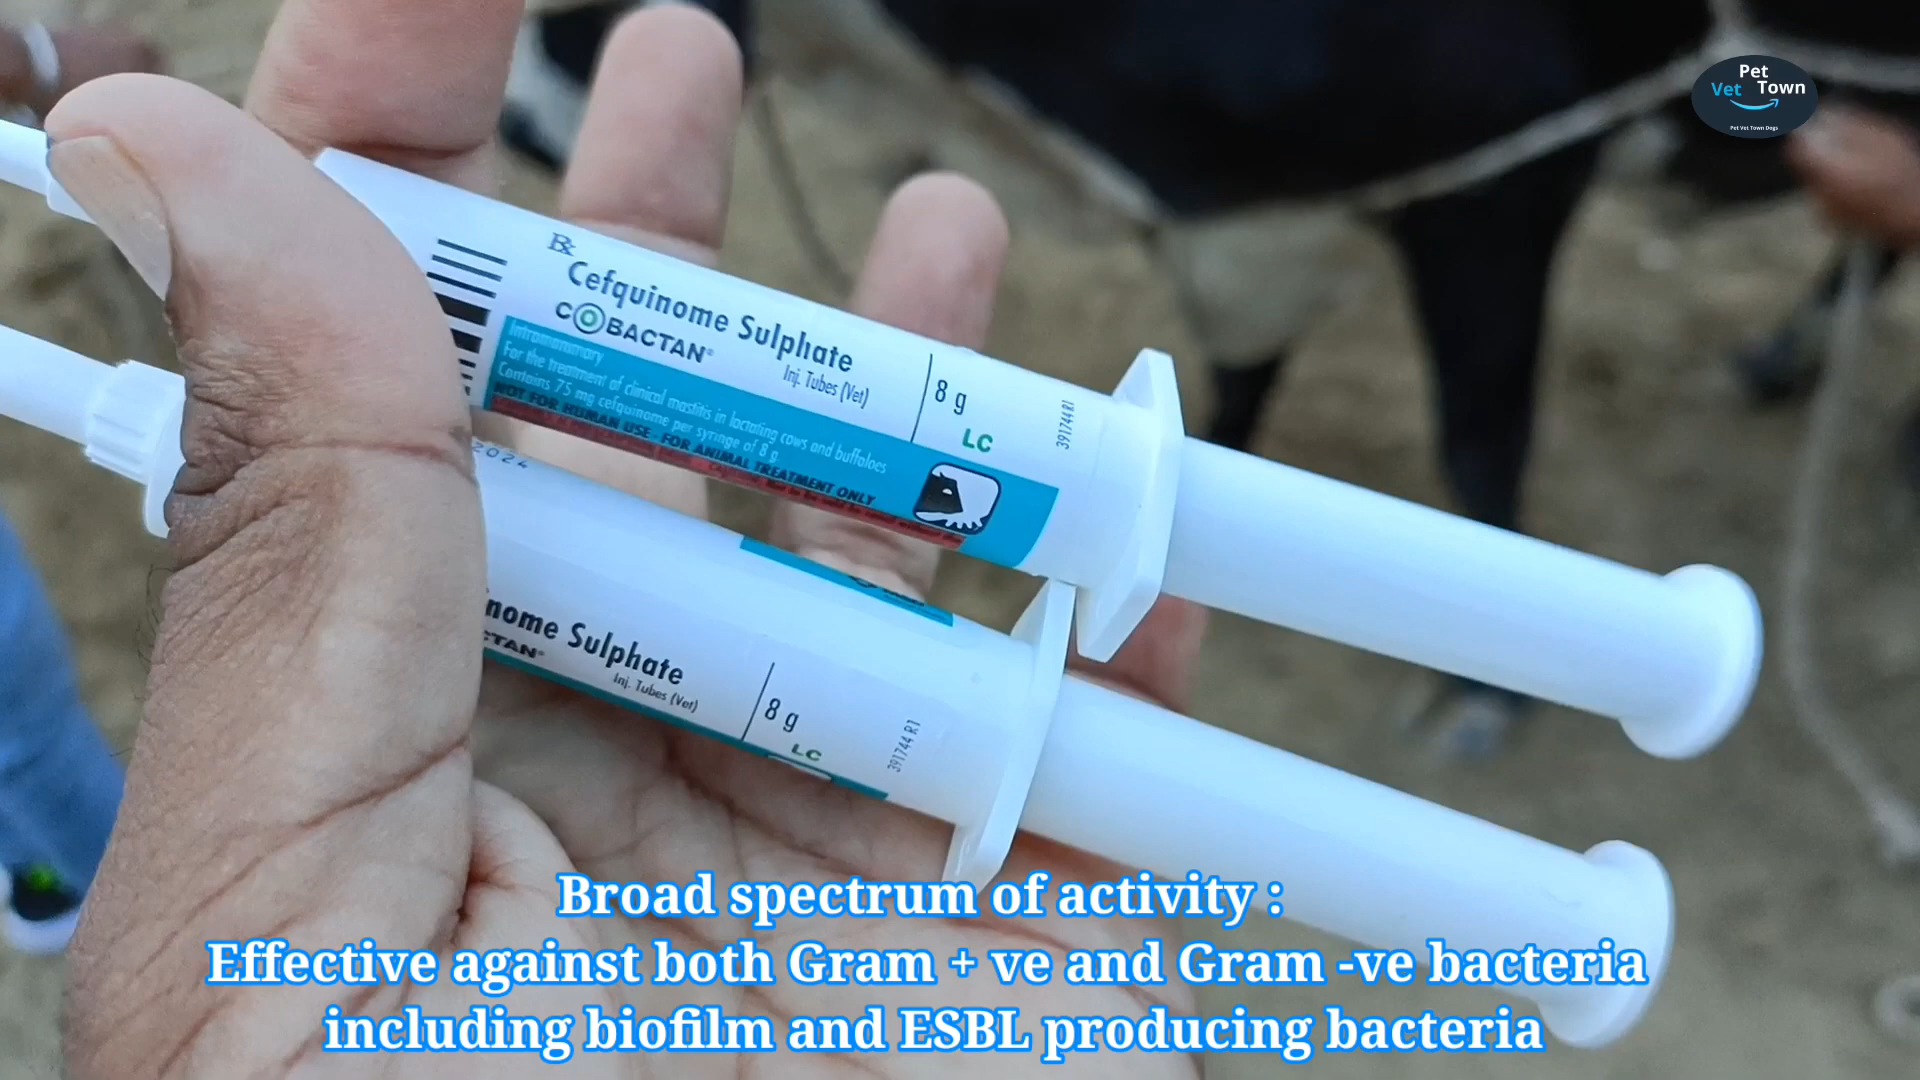 Pet
Vet Town
Pet Vet Town Dogs
Rx
Cefquinome Sulphate
COBACTAN®
Inj. Tubes (Vet)
8 g
LC
391744 R1
Intramammary
For the treatment of clinical mastitis in lactating cows and buffaloes
Contains 75 mg cefquinome per syringe of 8 g
NOT FOR HUMAN USE - FOR ANIMAL TREATMENT ONLY
2024
nome Sulphate
CTAN®
Inj. Tubes (Vet)
8 g
LC
391744 R1
Broad spectrum of activity :
Effective against both Gram + ve and Gram -ve bacteria
including biofilm and ESBL producing bacteria